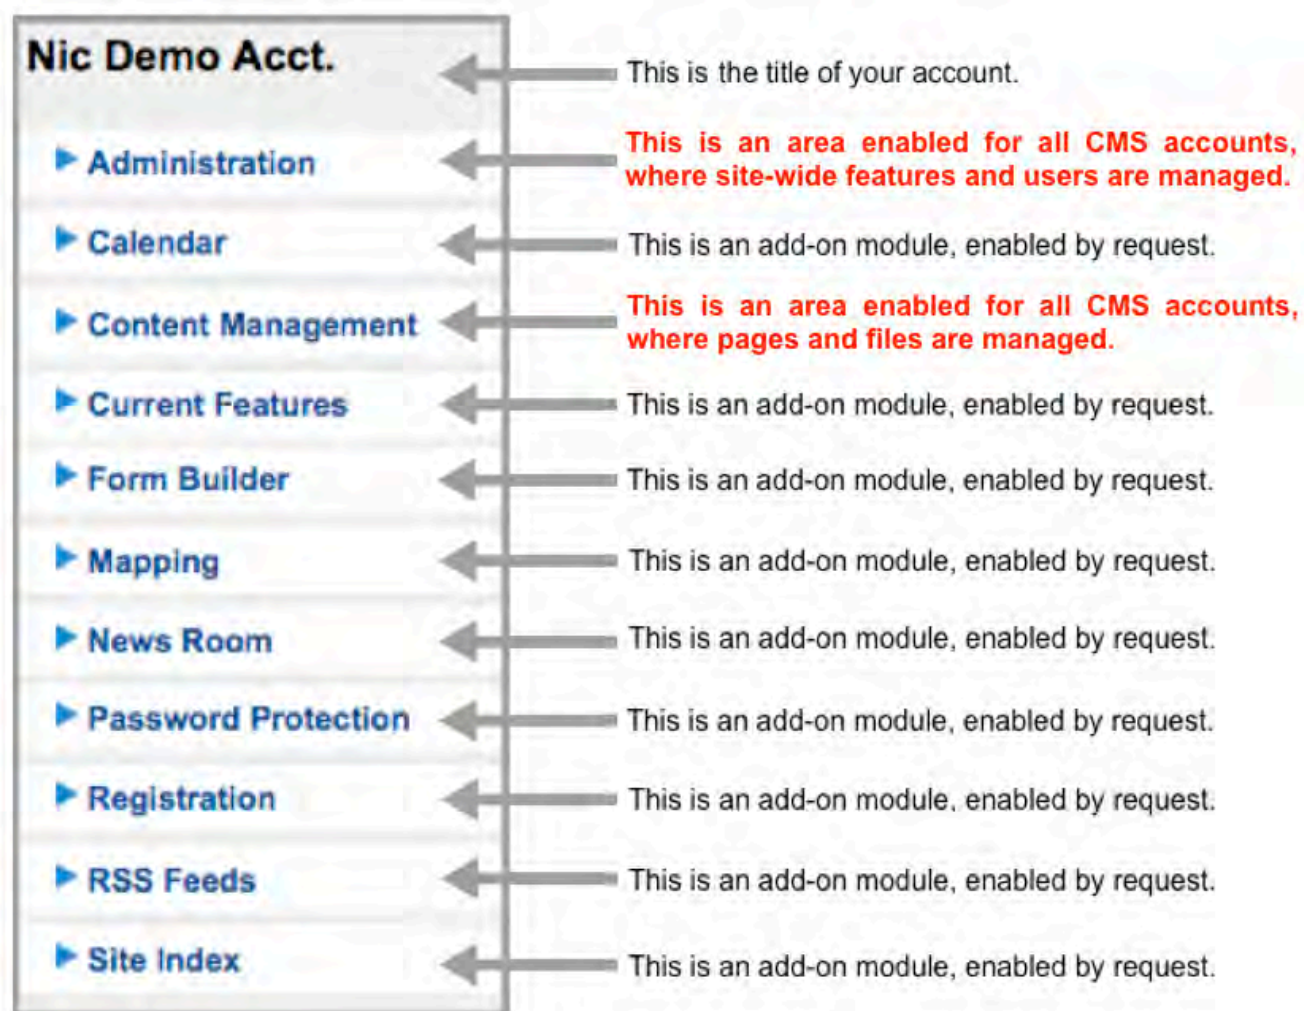 Nic Demo Acct.
This is the title of your account.
Administration
This is an area enabled for all CMS accounts,
where site-wide features and users are managed.
Calendar
This is an add-on module, enabled by request.
Content Management
This is an area enabled for all CMS accounts,
where pages and files are managed.
Current Features
This is an add-on module, enabled by request.
Form Builder
This is an add-on module, enabled by request.
Mapping
This is an add-on module, enabled by request.
News Room
This is an add-on module, enabled by request.
Password Protection
This is an add-on module, enabled by request.
Registration
This is an add-on module, enabled by request.
RSS Feeds
This is an add-on module, enabled by request.
Site Index
This is an add-on module, enabled by request.